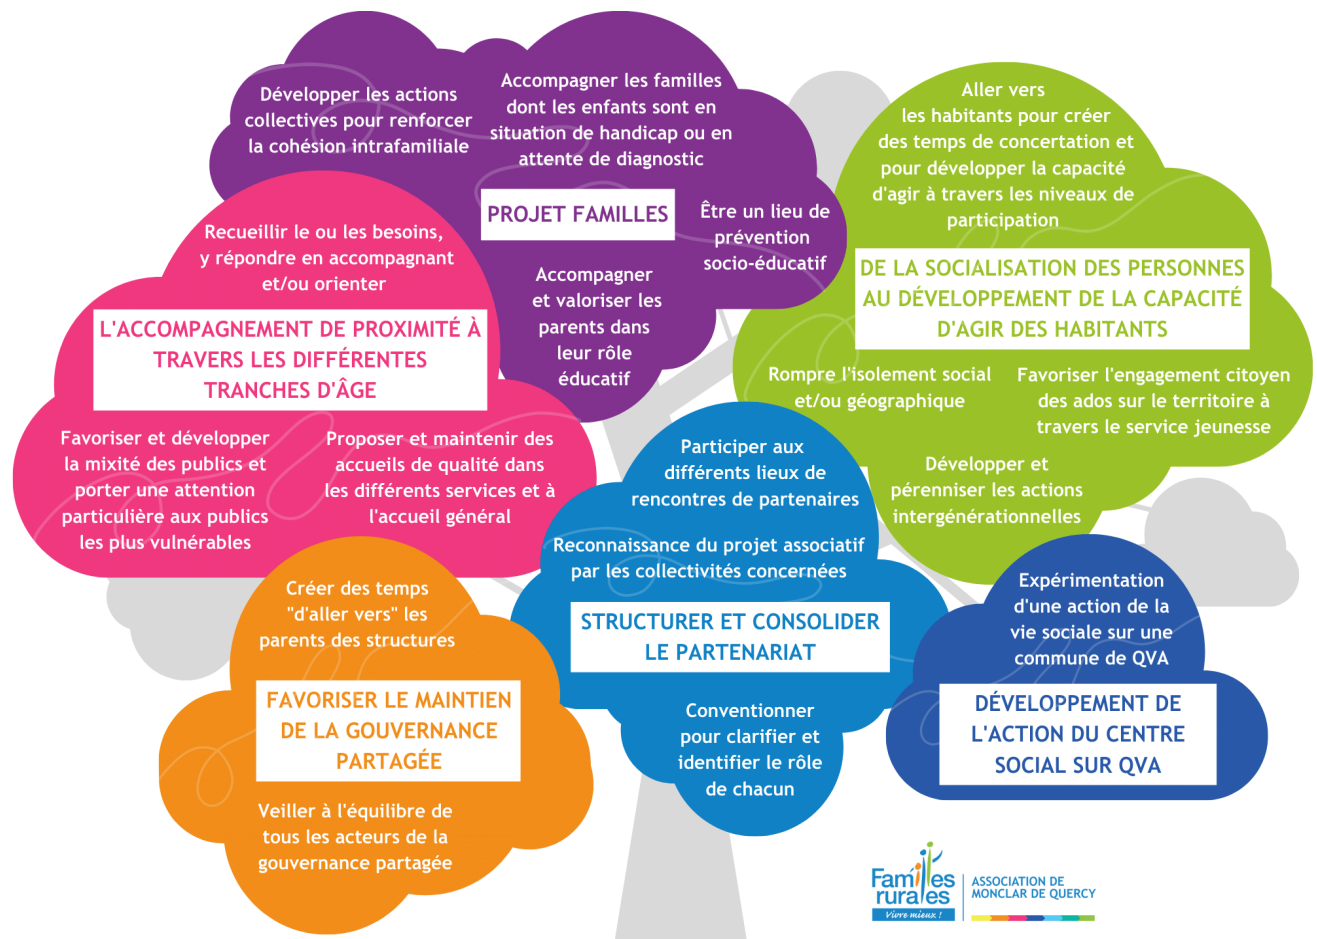 Développer les actions
collectives pour renforcer
la cohésion intrafamiliale
Accompagner les familles
dont les enfants sont en
situation de handicap ou en
attente de diagnostic
PROJET FAMILLES
Être un lieu de
prévention
socio-éducatif
Accompagner
et valoriser les
parents dans
leur rôle
éducatif
Aller vers
les habitants pour créer
des temps de concertation et
pour développer la capacité
d'agir à travers les niveaux de
participation
DE LA SOCIALISATION DES PERSONNES
AU DÉVELOPPEMENT DE LA CAPACITÉ
D'AGIR DES HABITANTS
Rompre l'isolement social
et/ou géographique
Favoriser l'engagement citoyen
des ados sur le territoire à
travers le service jeunesse
Développer et
pérenniser les actions
intergénérationnelles
Recueillir le ou les besoins,
y répondre en accompagnant
et/ou orienter
L'ACCOMPAGNEMENT DE PROXIMITÉ À
TRAVERS LES DIFFÉRENTES
TRANCHES D'ÂGE
Favoriser et développer
la mixité des publics et
porter une attention
particulière aux publics
les plus vulnérables
Proposer et maintenir des
accueils de qualité dans
les différents services et à
l'accueil général
Participer aux
différents lieux de
rencontres de partenaires
Reconnaissance du projet associatif
par les collectivités concernées
STRUCTURER ET CONSOLIDER
LE PARTENARIAT
Conventionner
pour clarifier et
identifier le rôle
de chacun
Créer des temps
"d'aller vers" les
parents des structures
FAVORISER LE MAINTIEN
DE LA GOUVERNANCE
PARTAGÉE
Veiller à l'équilibre de
tous les acteurs de la
gouvernance partagée
Expérimentation
d'une action de la
vie sociale sur une
commune de QVA
DÉVELOPPEMENT DE
L'ACTION DU CENTRE
SOCIAL SUR QVA
Familles
rurales
Vivre mieux !
ASSOCIATION DE
MONCLAR DE QUERCY